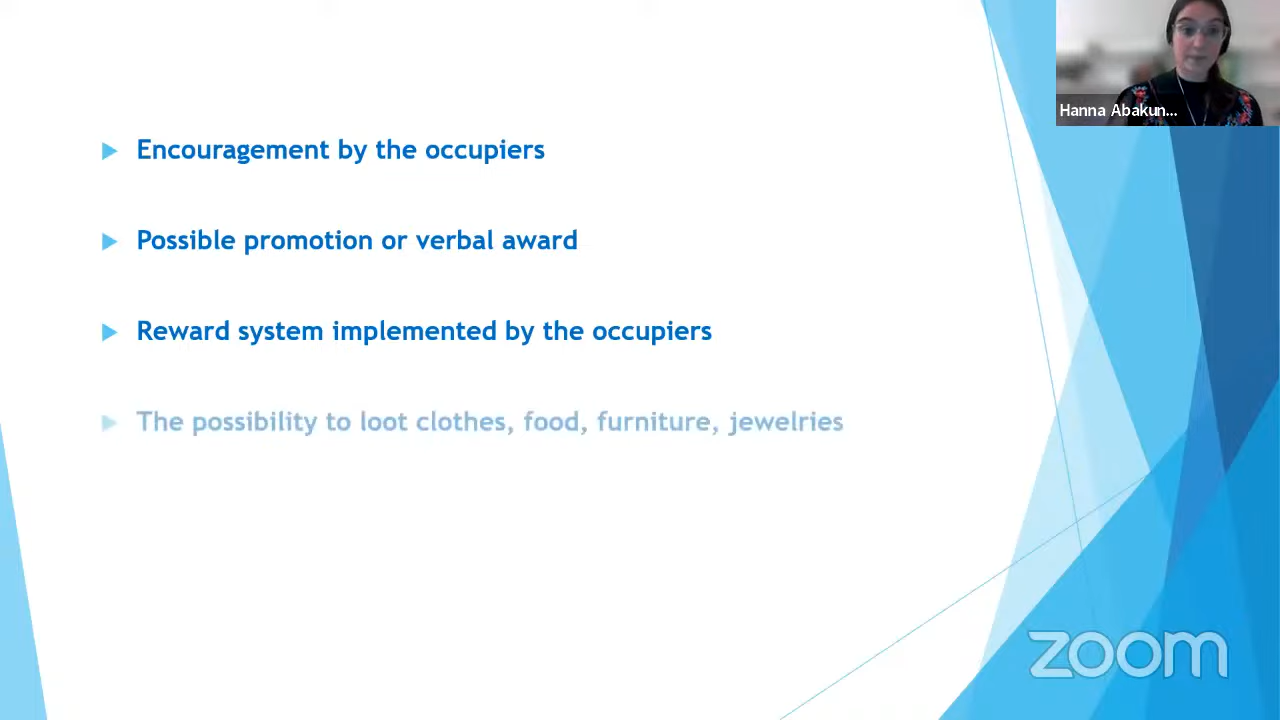 Hanna Abakun...
Encouragement by the occupiers
Possible promotion or verbal award
Reward system implemented by the occupiers
The possibility to loot clothes, food, furniture, jewelries
zoom